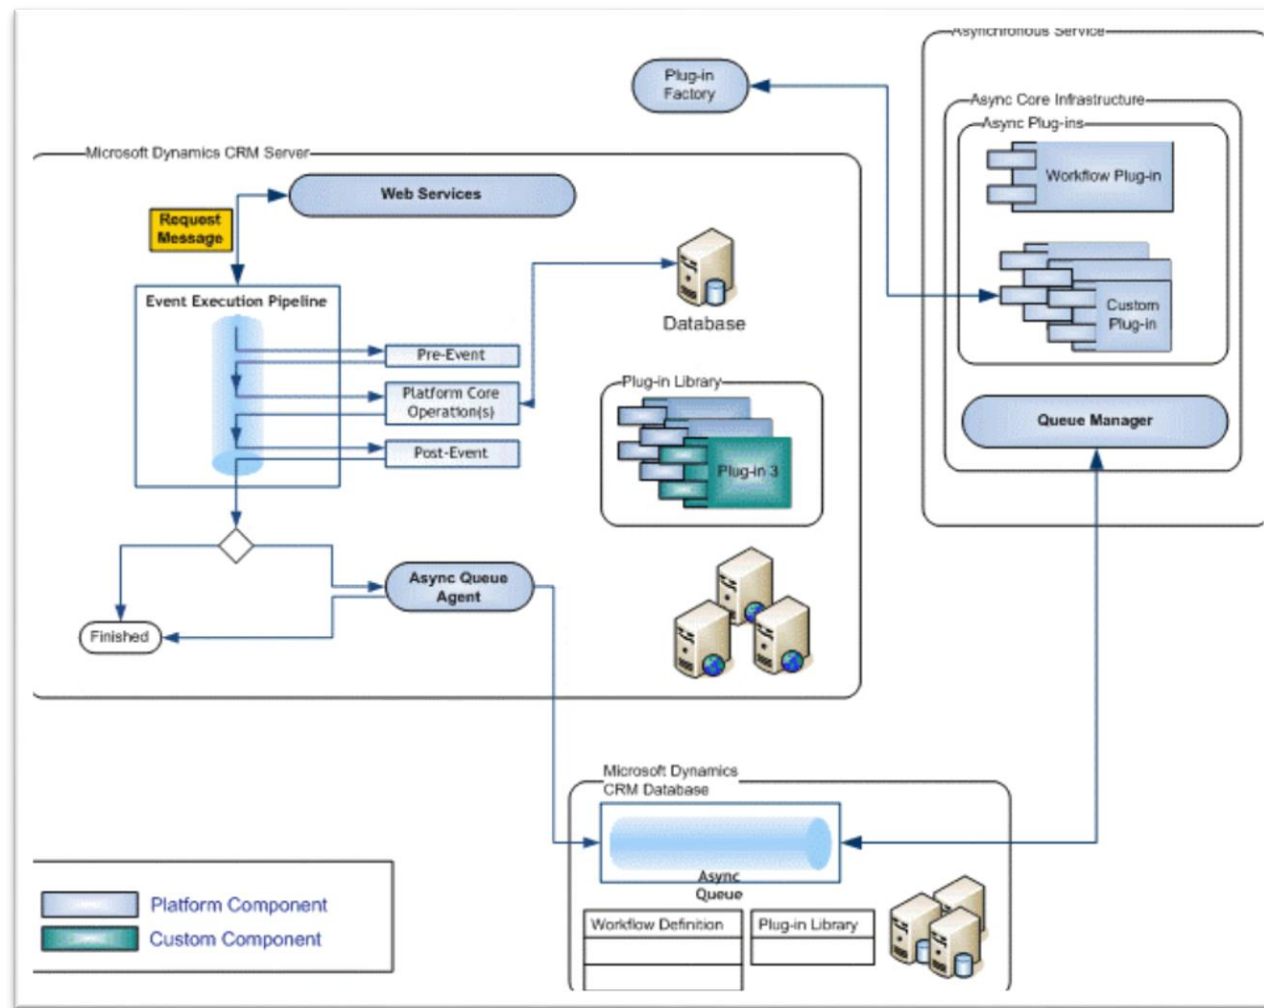 Asynchronous Service
Plug-in
Factory
Async Core Infrastructure
Async Plug-ins
Workflow Plug-in
Custom
Plug-in
Queue Manager
Microsoft Dynamics CRM Server
Web Services
Request
Message
Event Execution Pipeline
Pre-Event
Platform Core
Operation(s)
Post-Event
Database
Plug-in Library
Plug-in 3
Async Queue
Agent
Finished
Microsoft Dynamics
CRM Database
Async
Queue
Workflow Definition
Plug-in Library
Platform Component
Custom Component